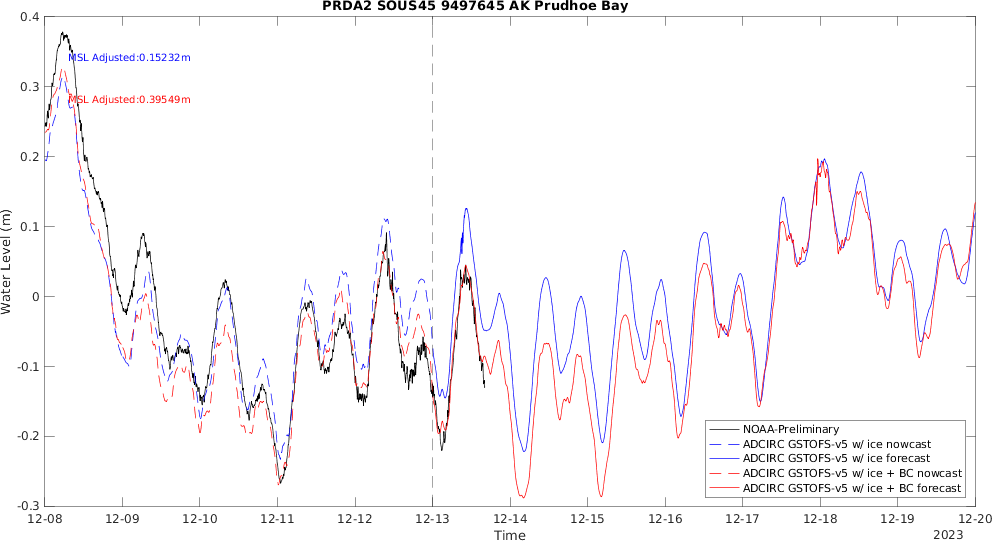 PRDA2 SOUS45 9497645 AK Prudhoe Bay
MSL Adjusted:0.15232m
MSL Adjusted:0.39549m
Water Level (m)
0.4
0.3
0.2
0.1
0
-0.1
-0.2
-0.3
NOAA-Preliminary
ADCIRC GSTOFS-v5 w/ ice nowcast
ADCIRC GSTOFS-v5 w/ ice forecast
ADCIRC GSTOFS-v5 w/ ice + BC nowcast
ADCIRC GSTOFS-v5 w/ ice + BC forecast
12-08 12-09 12-10 12-11 12-12 12-13 12-14 12-15 12-16 12-17 12-18 12-19 12-20
Time
2023